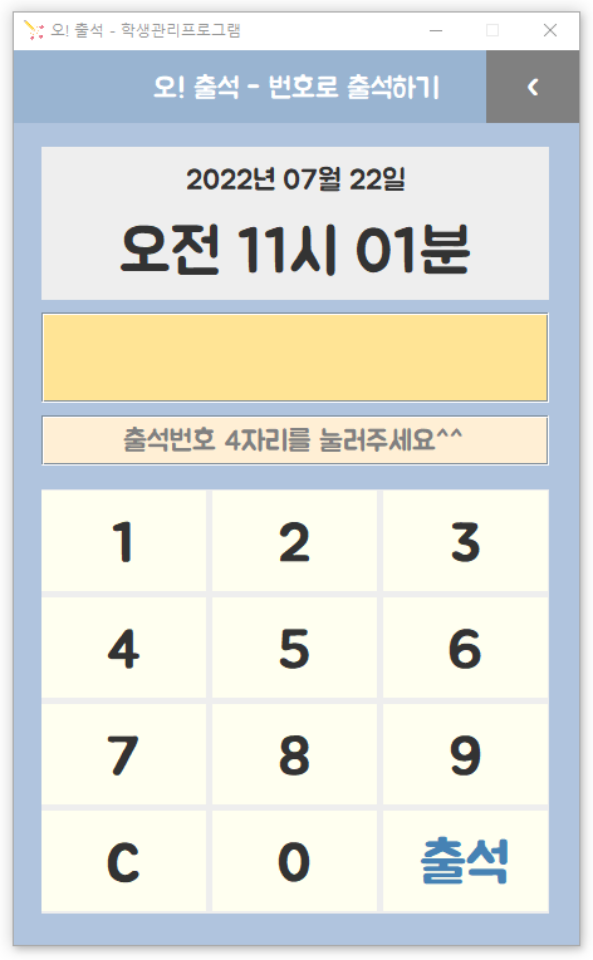 오! 출석 - 학생관리프로그램
오! 출석 - 번호로 출석하기
2022년 07월 22일
오전 11시 01분
출석번호 4자리를 눌러주세요^^
1 2 3
4 5 6
7 8 9
C 0 출석